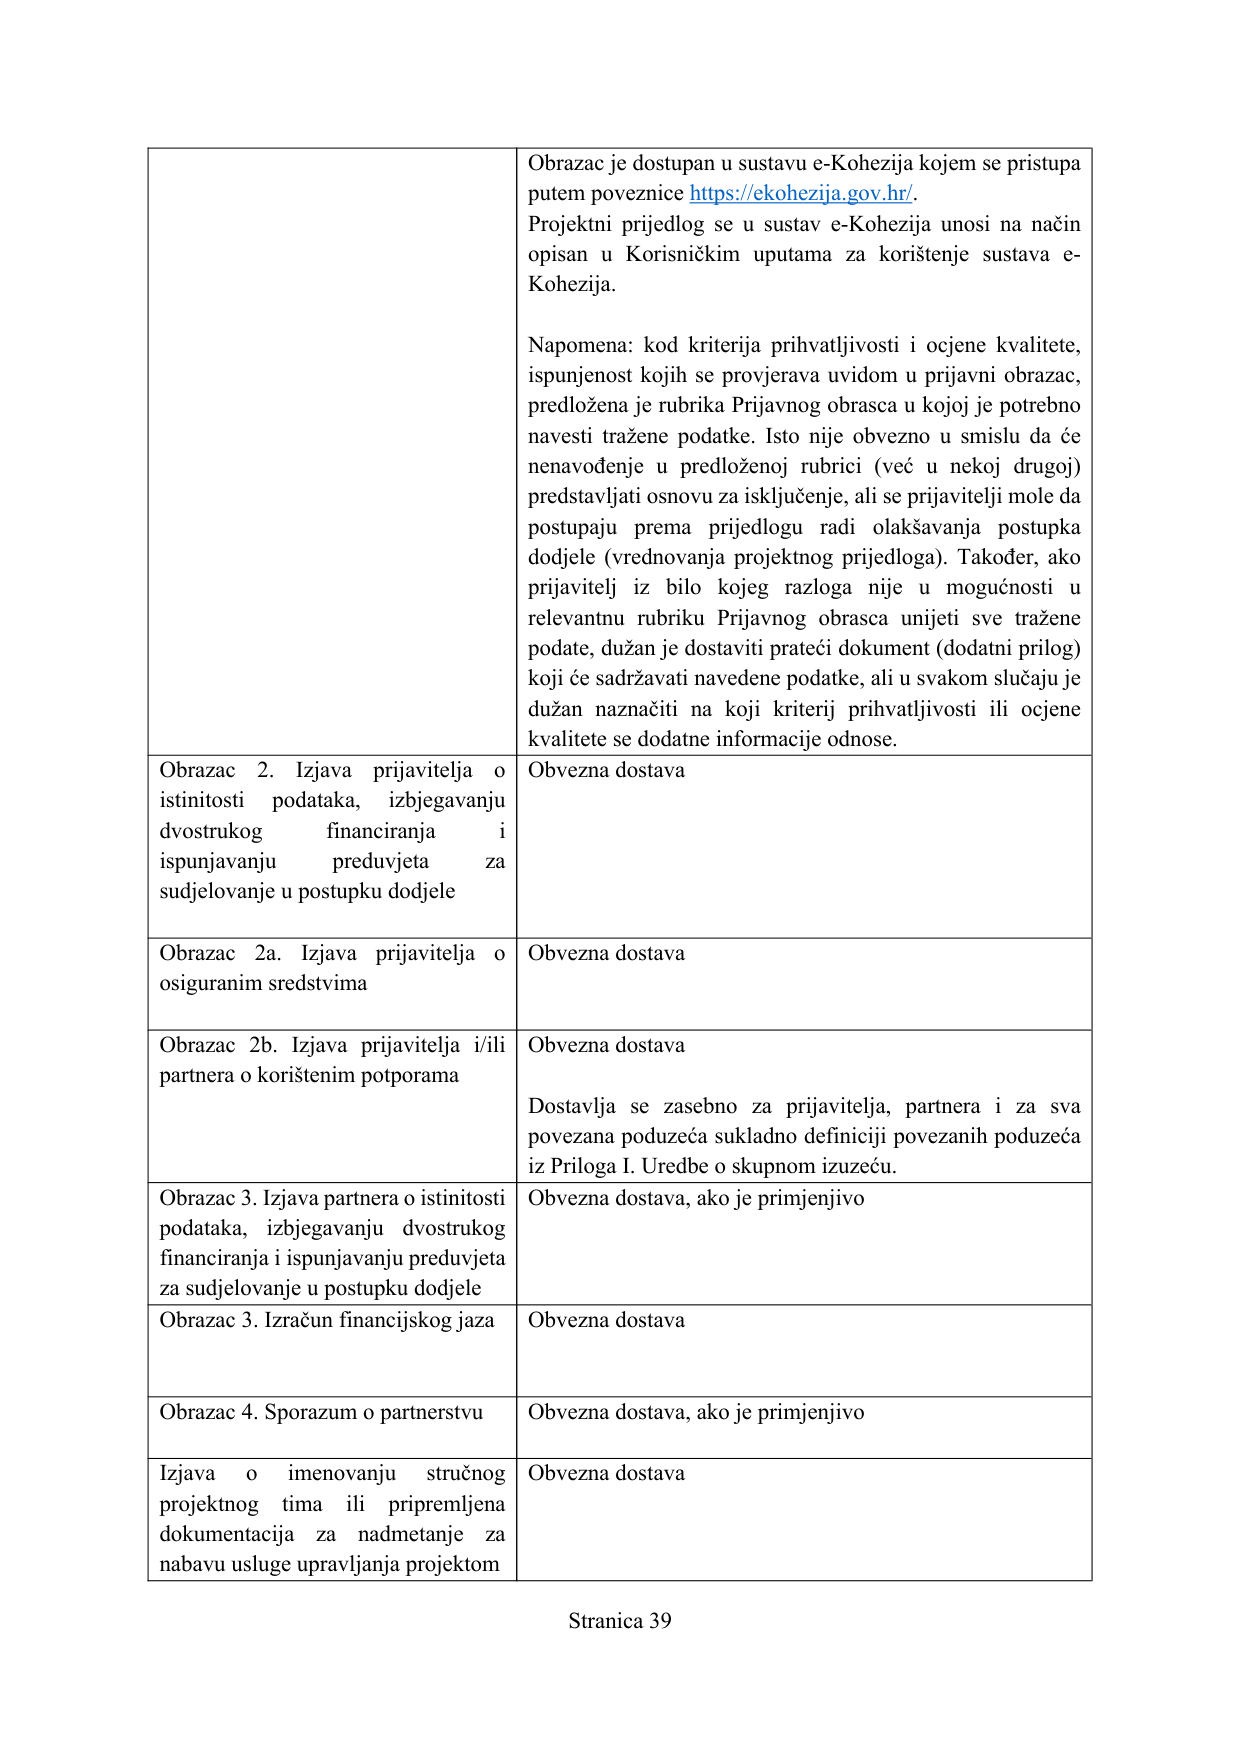 Obrazac je dostupan u sustavu e-Kohezija kojem se pristupa
putem poveznice https://ekohezija.gov.hr/.
Projektni prijedlog se u sustav e-Kohezija unosi na način
opisan u Korisničkim uputama za korištenje sustava e-
Kohezija.
Napomena: kod kriterija prihvatljivosti i ocjene kvalitete,
ispunjenost kojih se provjerava uvidom u prijavni obrazac,
predložena je rubrika Prijavnog obrasca u kojoj je potrebno
navesti tražene podatke. Isto nije obvezno u smislu da će
nenavođenje u predloženoj rubrici (već u nekoj drugoj)
predstavljati osnovu za isključenje, ali se prijavitelji mole da
postupaju prema prijedlogu radi olakšavanja postupka
dodjele (vrednovanja projektnog prijedloga). Također, ako
prijavitelj iz bilo kojeg razloga nije u mogućnosti u
relevantnu rubriku Prijavnog obrasca unijeti sve tražene
podate, dužan je dostaviti prateći dokument (dodatni prilog)
koji će sadržavati navedene podatke, ali u svakom slučaju je
dužan naznačiti na koji kriterij prihvatljivosti ili ocjene
kvalitete se dodatne informacije odnose.
Obrazac 2. Izjava prijavitelja o
istinitosti podataka, izbjegavanju
dvostrukog financiranja i
ispunjavanju preduvjeta za
sudjelovanje u postupku dodjele
Obvezna dostava
Obrazac 2a. Izjava prijavitelja o
osiguranim sredstvima
Obvezna dostava
Obrazac 2b. Izjava prijavitelja i/ili
partnera o korištenim potporama
Obvezna dostava
Dostavlja se zasebno za prijavitelja, partnera i za sva
povezana poduzeća sukladno definiciji povezanih poduzeća
iz Priloga I. Uredbe o skupnom izuzeću.
Obrazac 3. Izjava partnera o istinitosti
podataka, izbjegavanju dvostrukog
financiranja i ispunjavanju preduvjeta
za sudjelovanje u postupku dodjele
Obvezna dostava, ako je primjenjivo
Obrazac 3. Izračun financijskog jaza
Obvezna dostava
Obrazac 4. Sporazum o partnerstvu
Obvezna dostava, ako je primjenjivo
Izjava o imenovanju stručnog
projektnog tima ili pripremljena
dokumentacija za nadmetanje za
nabavu usluge upravljanja projektom
Obvezna dostava
Stranica 39